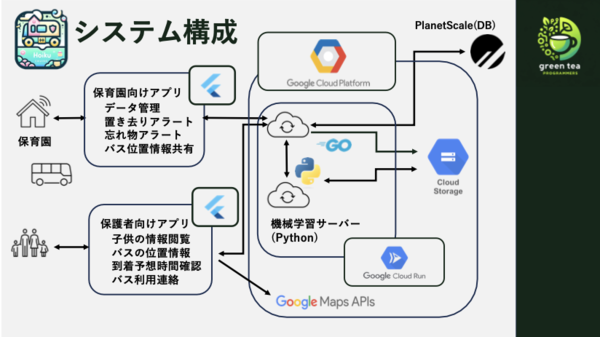 システム構成
PlanetScale(DB)
green tea
PROGRAMMERS
Google Cloud Platform
保育園向けアプリ
データ管理
置き去りアラート
忘れ物アラート
バス位置情報共有
保育園
GO
Cloud
Storage
保護者向けアプリ
子供の情報閲覧
バスの位置情報
到着予想時間確認
バス利用連絡
機械学習サーバー
(Python)
Google Cloud Run
Google Maps APIs